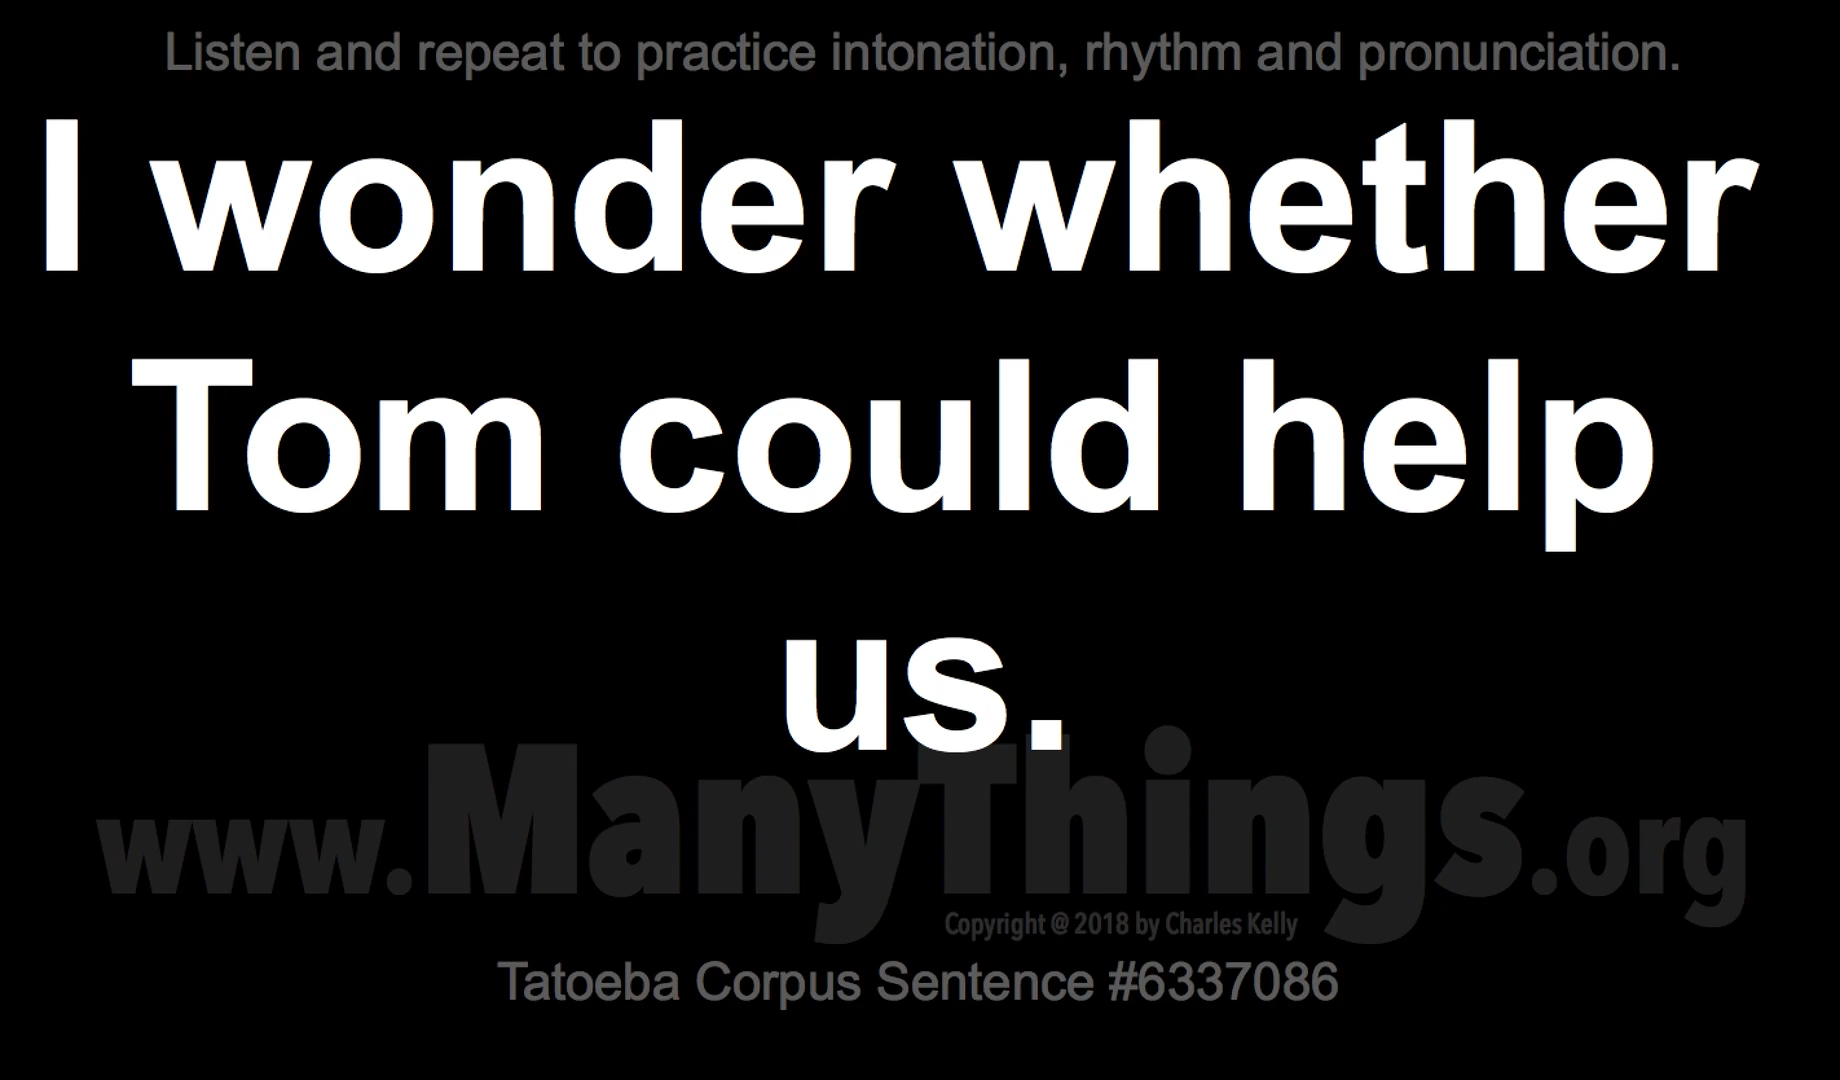 Listen and repeat to practice intonation, rhythm and pronunciation.
I wonder whether
Tom could help
us.
www.ManyThings.org
Copyright @ 2018 by Charles Kelly
Tatoeba Corpus Sentence #6337086